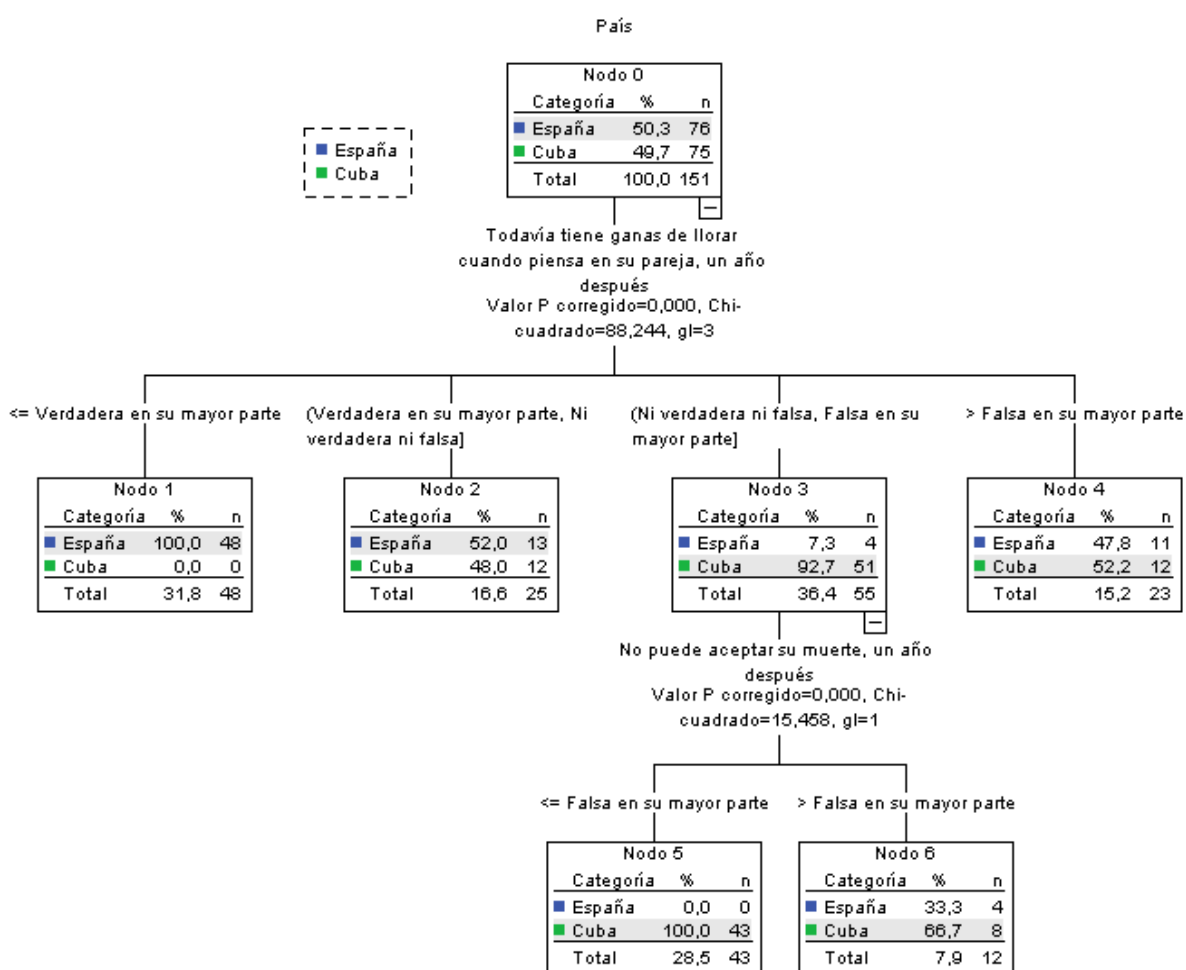 País
Nodo 0
Categoría % n
España 50,3 76
Cuba 49,7 75
Total 100,0 151
España
Cuba
Todavía tiene ganas de llorar
cuando piensa en su pareja, un año
después
Valor P corregido=0,000, Chi-
cuadrado=88,244, gl=3
<= Verdadera en su mayor parte
(Verdadera en su mayor parte, Ni
verdadera ni falsa]
(Ni verdadera ni falsa, Falsa en su
mayor parte]
> Falsa en su mayor parte
Nodo 1
Categoría % n
España 100,0 48
Cuba 0,0 0
Total 31,8 48
Nodo 2
Categoría % n
España 52,0 13
Cuba 48,0 12
Total 16,6 25
Nodo 3
Categoría % n
España 7,3 4
Cuba 92,7 51
Total 36,4 55
Nodo 4
Categoría % n
España 47,8 11
Cuba 52,2 12
Total 15,2 23
No puede aceptar su muerte, un año
después
Valor P corregido=0,000, Chi-
cuadrado=15,458, gl=1
<= Falsa en su mayor parte
> Falsa en su mayor parte
Nodo 5
Categoría % n
España 0,0 0
Cuba 100,0 43
Total 28,5 43
Nodo 6
Categoría % n
España 33,3 4
Cuba 66,7 8
Total 7,9 12